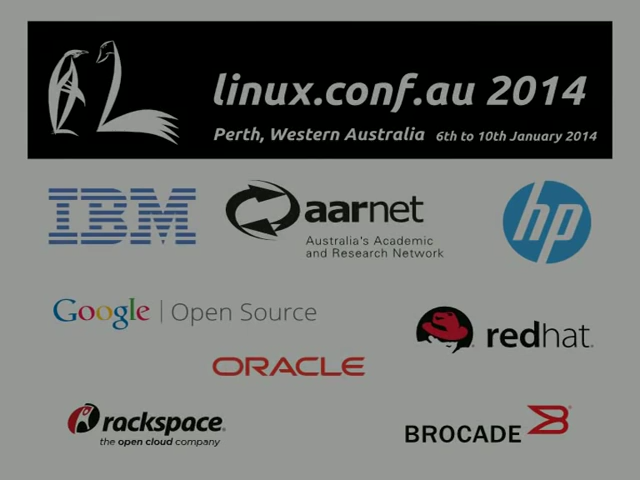 linux.conf.au 2014
Perth, Western Australia 6th to 10th January 2014
IBM
aarnet
Australia's Academic
and Research Network
hp
Google | Open Source
redhat.
ORACLE
rackspace.
the open cloud company
BROCADE